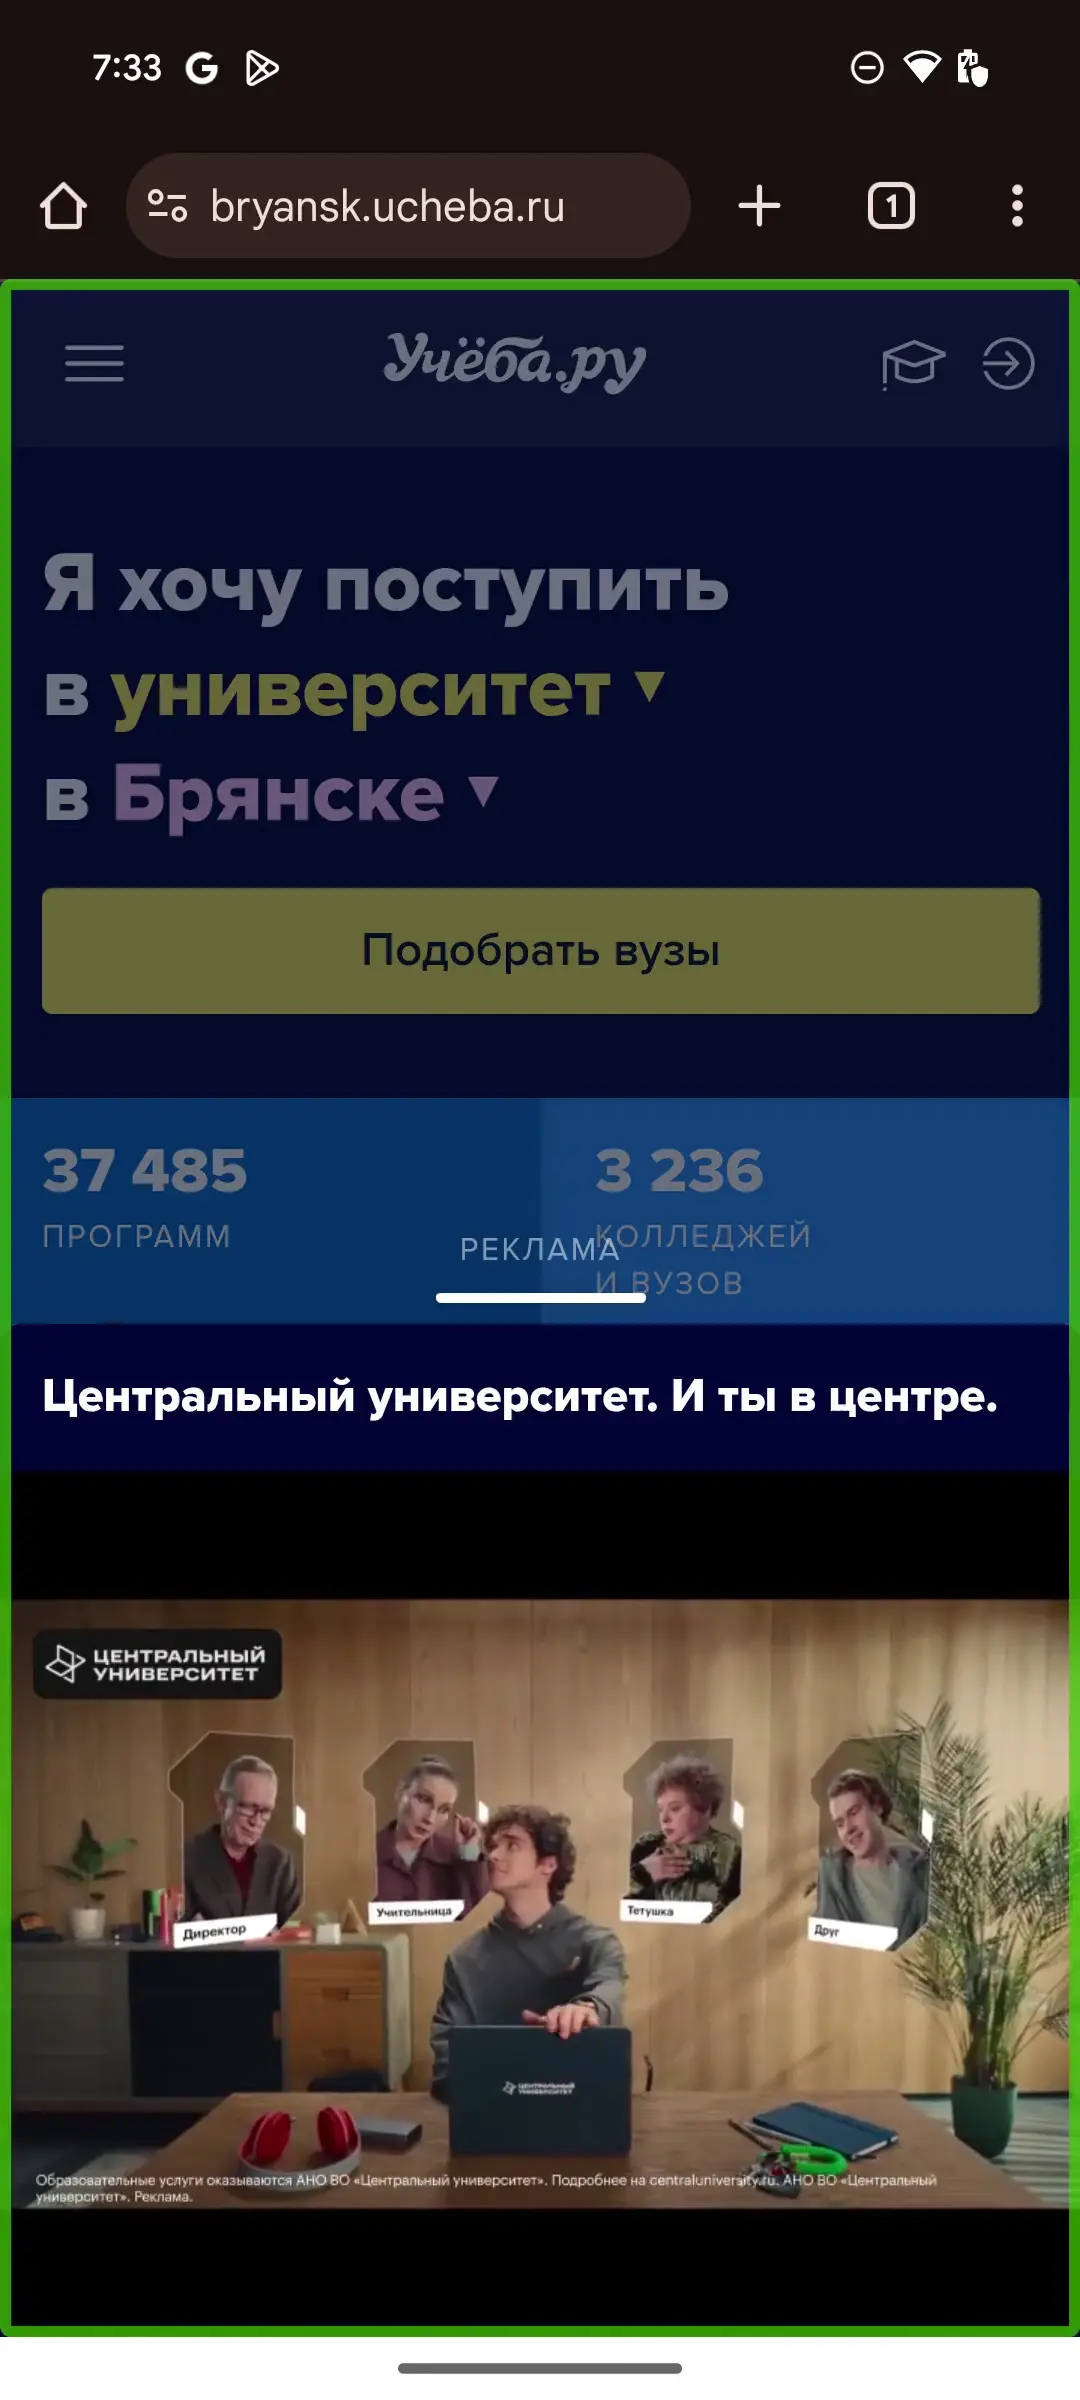 7:33
bryansk.ucheba.ru
1
Учёба.ру
Я хочу поступить
в университет ▼
в Брянске ▼
Подобрать вузы
37 485
ПРОГРАММ
3 236
КОЛЛЕДЖЕЙ
И ВУЗОВ
РЕКЛАМА
Центральный университет. И ты в центре.
ЦЕНТРАЛЬНЫЙ
УНИВЕРСИТЕТ
Директор
Учительница
Тетушка
Друг
ЦЕНТРАЛЬНЫЙ
УНИВЕРСИТЕТ
Образовательные услуги оказываются АНО ВО «Центральный университет». Подробнее на centraluniversity.ru. АНО ВО «Центральный
университет». Реклама.